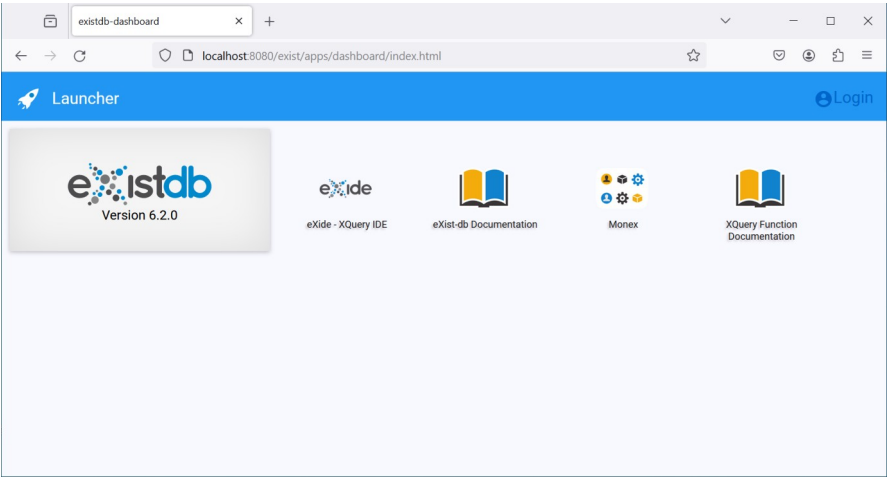 existdb-dashboard
localhost:8080/exist/apps/dashboard/index.html
Launcher
Login
existdb
Version 6.2.0
eXide
eXide - XQuery IDE
eXist-db Documentation
Monex
XQuery Function
Documentation